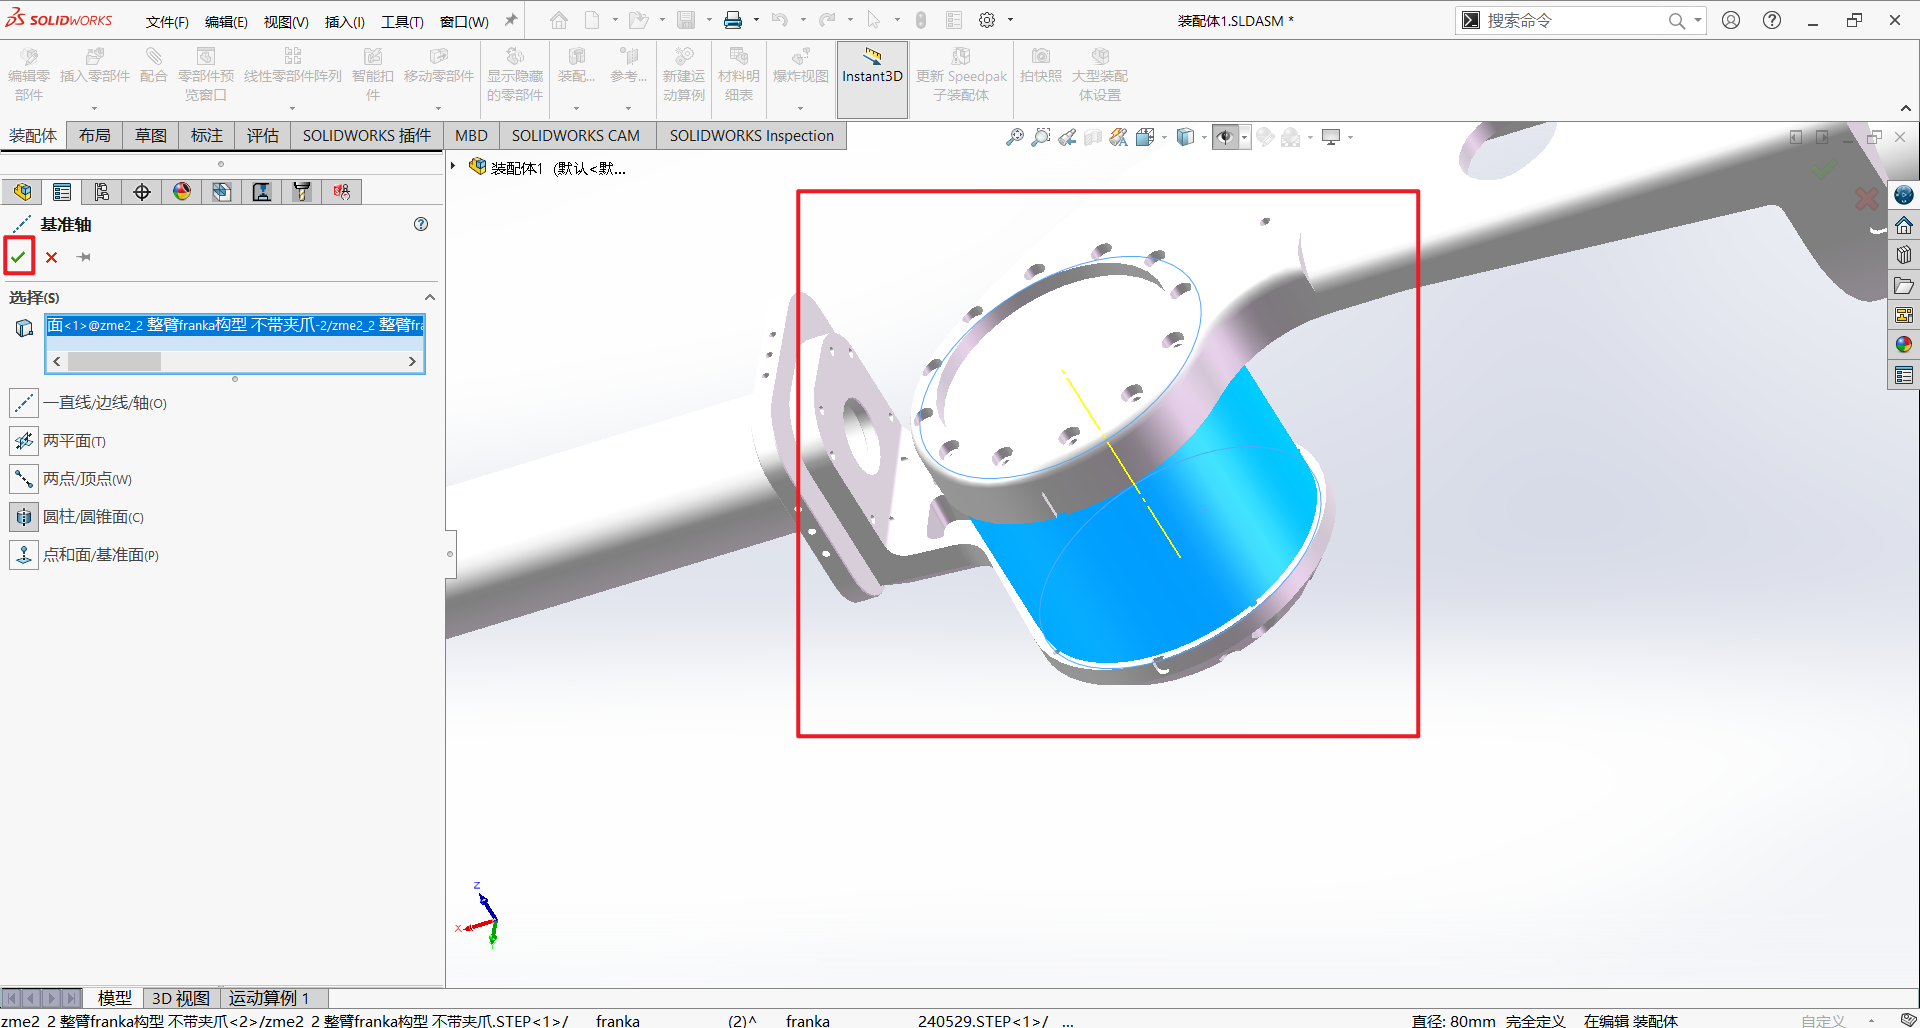 SOLIDWORKS 文件(F) 编辑(E) 视图(V) 插入(I) 工具(T) 窗口(W) 装配体1.SLDASM * 搜索命令
编辑零部件 插入零部件 配合 零部件预览窗口 线性零部件阵列 智能扣件 移动零部件 显示隐藏的零部件 装配... 参考... 新建运动算例 材料明细表 爆炸视图 Instant3D 更新 Speedpak 子装配体 拍快照 大型装配体设置
装配体 布局 草图 标注 评估 SOLIDWORKS 插件 MBD SOLIDWORKS CAM SOLIDWORKS Inspection
装配体1 (默认<默...
基准轴
选择(S)
面<1>@zme2_2 整臂franka构型 不带夹爪-2/zme2_2 整臂fra
一直线/边线/轴(O)
两平面(T)
两点/顶点(W)
圆柱/圆锥面(C)
点和面/基准面(P)
Z
X
Y
模型 3D 视图 运动算例 1
zme2 2 整臂franka构型 不带夹爪<2>/zme2 2 整臂franka构型 不带夹爪.STEP<1>/ franka (2)^ franka 240529.STEP<1>/ ... 直径: 80mm 完全定义 在编辑 装配体 自定义